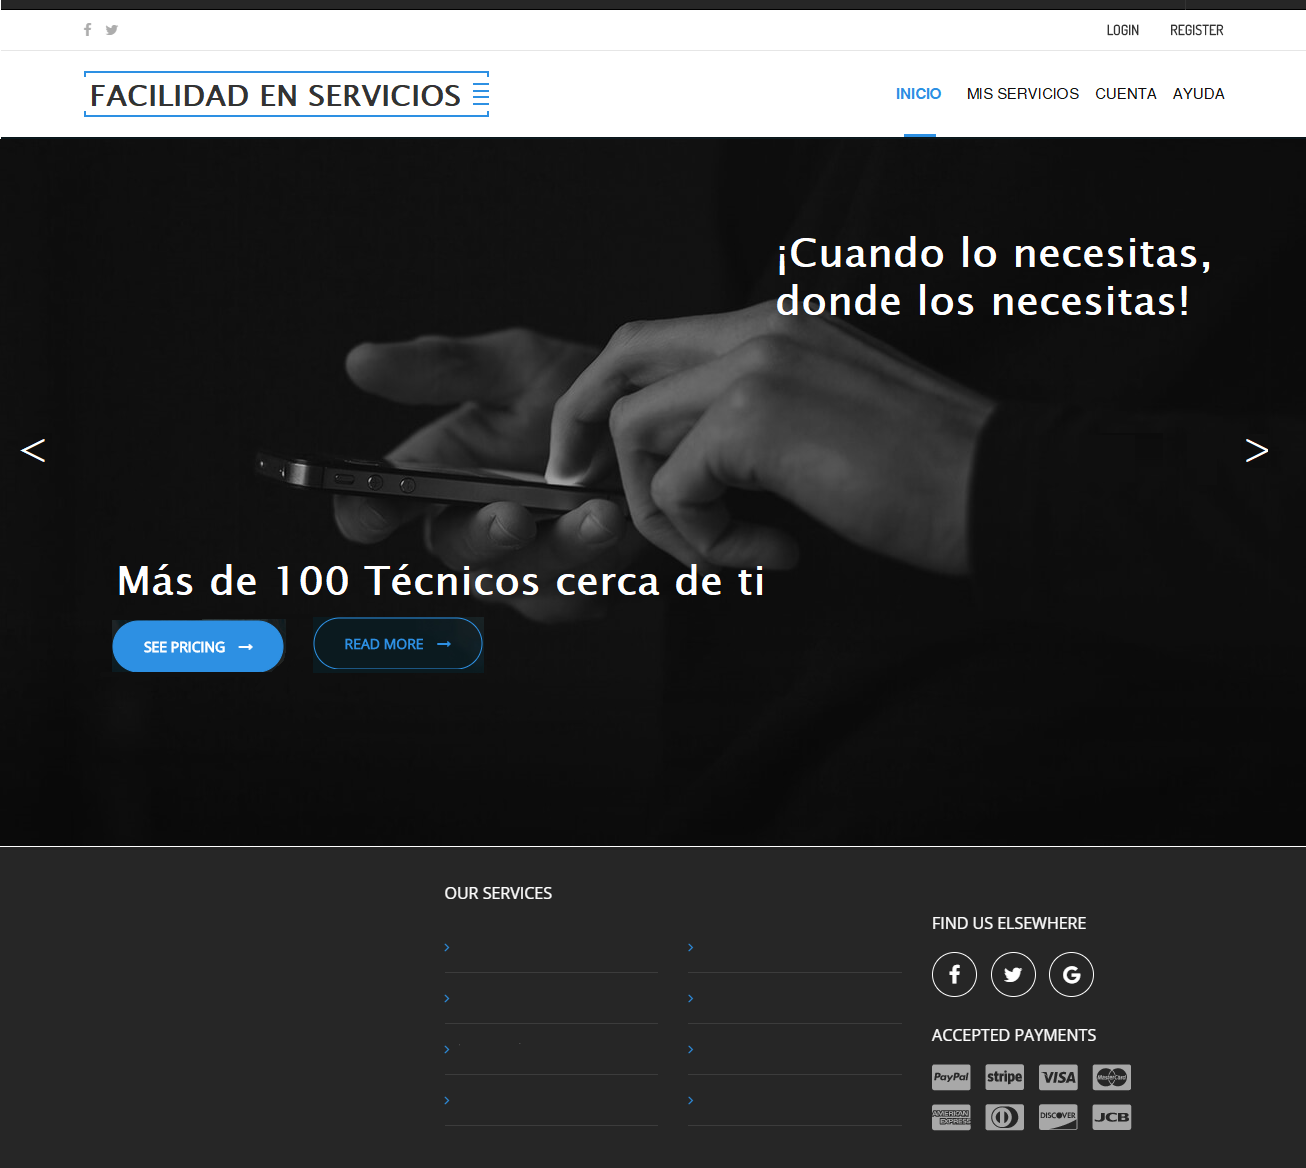 LOGIN REGISTER
FACILIDAD EN SERVICIOS
INICIO MIS SERVICIOS CUENTA AYUDA
¡Cuando lo necesitas,
donde los necesitas!
< >
Más de 100 Técnicos cerca de ti
SEE PRICING → READ MORE →
OUR SERVICES
FIND US ELSEWHERE
ACCEPTED PAYMENTS
PayPal stripe VISA MasterCard
AMERICAN EXPRESS DISCOVER JCB